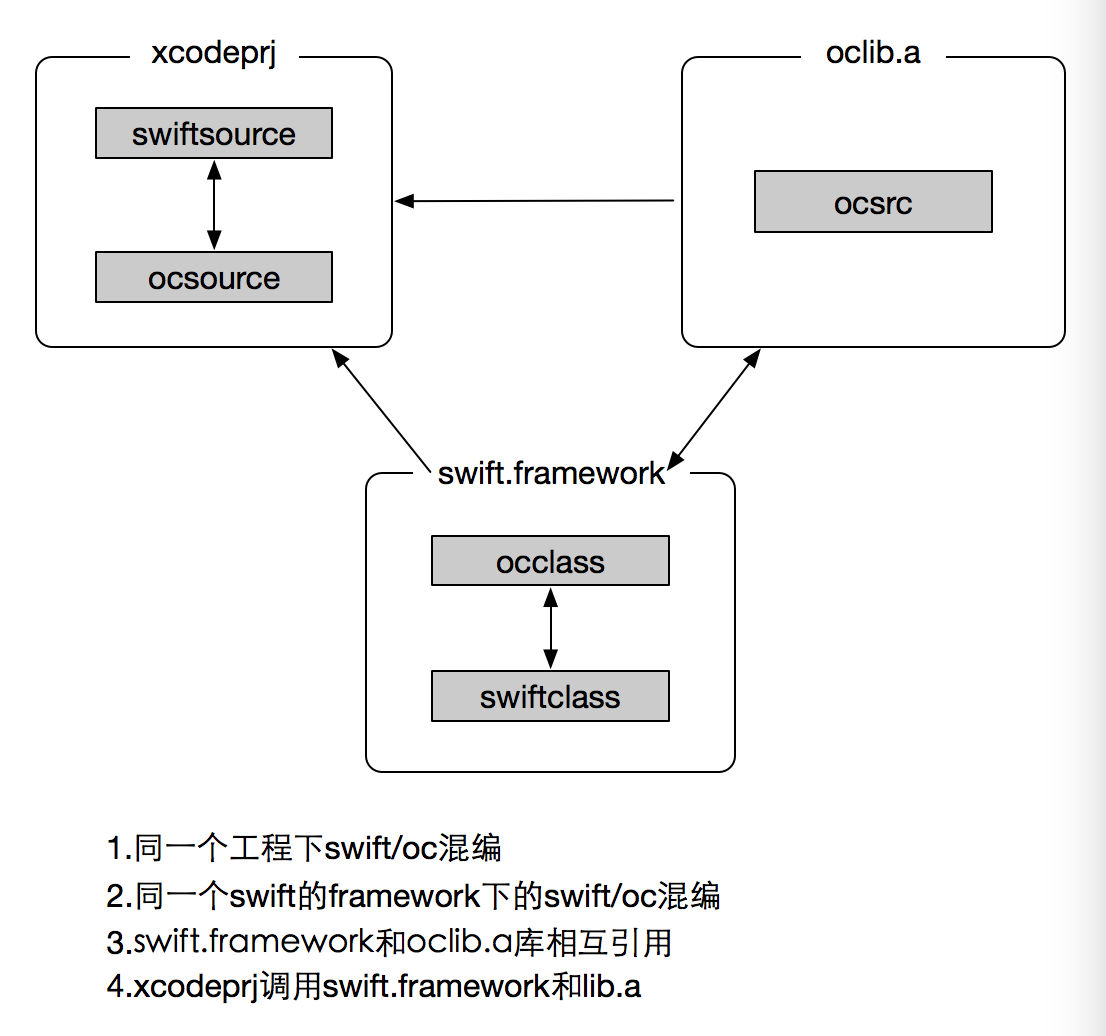 xcodeprj
oclib.a
swiftsource
ocsrc
ocsource
swift.framework
occlass
swiftclass
1.同一个工程下swift/oc混编
2.同一个swift的framework下的swift/oc混编
3.swift.framework和oclib.a库相互引用
4.xcodeprj调用swift.framework和lib.a